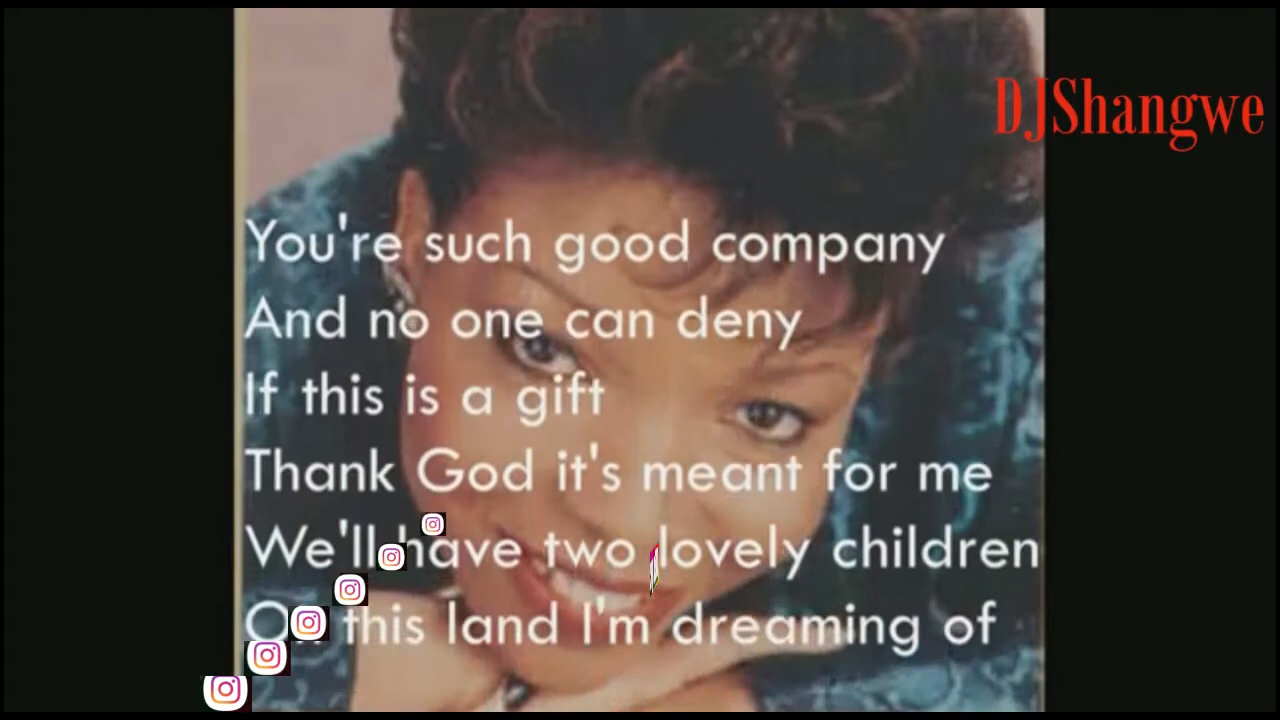 DJShangwe
You're such good company
And no one can deny
If this is a gift
Thank God it's meant for me
We'll have two lovely children
this land I'm dreaming of